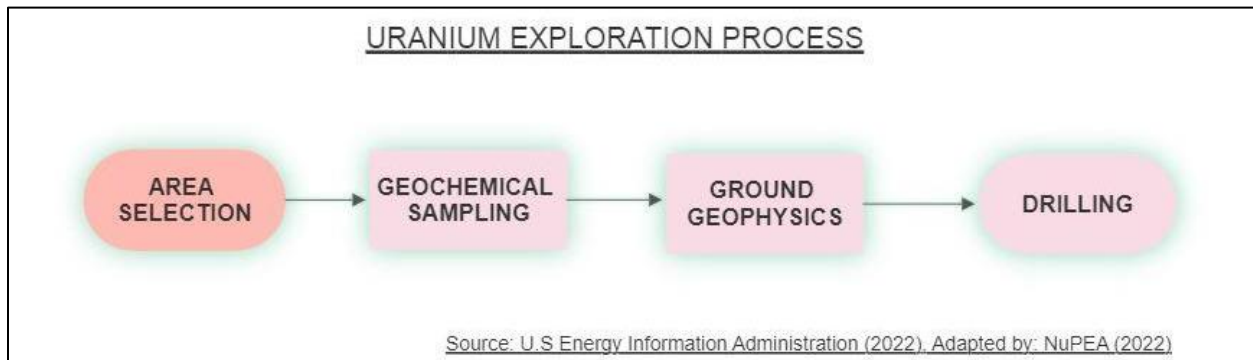 URANIUM EXPLORATION PROCESS
AREA
SELECTION
GEOCHEMICAL
SAMPLING
GROUND
GEOPHYSICS
DRILLING
Source: U.S Energy Information Administration (2022), Adapted by: NuPEA (2022)